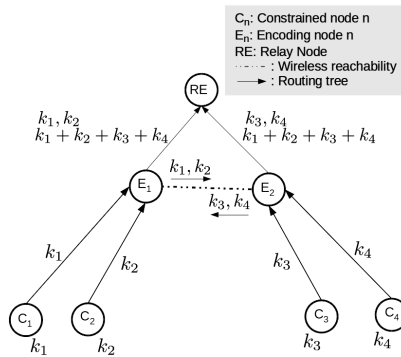 Cₙ: Constrained node n
Eₙ: Encoding node n
RE: Relay Node
: Wireless reachability
: Routing tree
RE
k₁, k₂
k₁ + k₂ + k₃ + k₄
k₃, k₄
k₁ + k₂ + k₃ + k₄
E₁
k₁, k₂
k₃, k₄
E₂
k₁
k₂
k₃
k₄
C₁
C₂
C₃
C₄
k₁
k₂
k₃
k₄